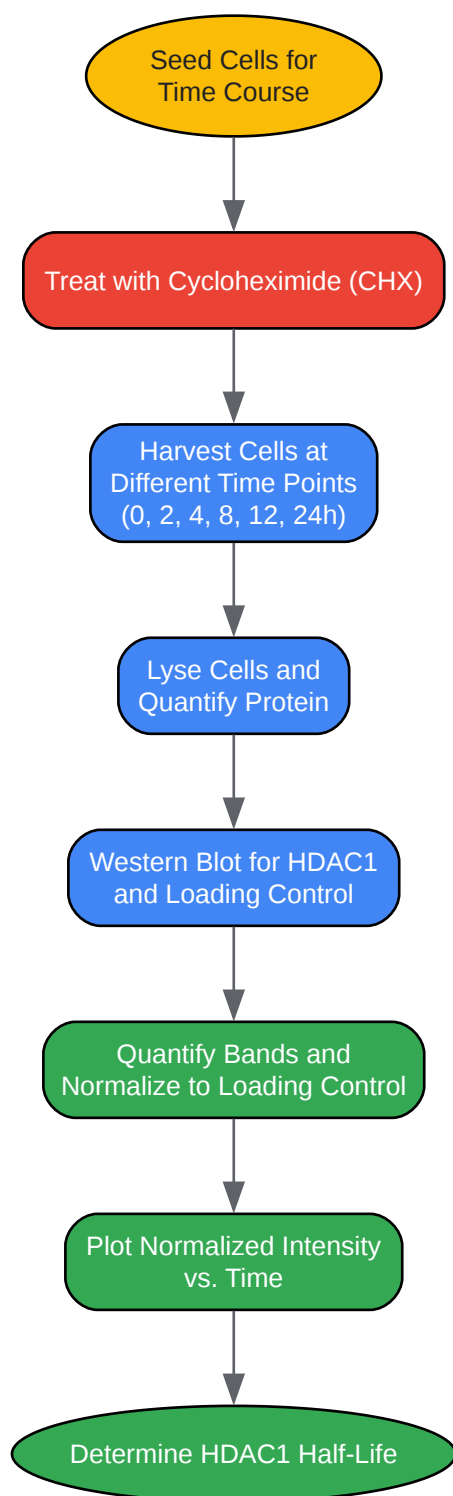 Seed Cells for
Time Course
Treat with Cycloheximide (CHX)
Harvest Cells at
Different Time Points
(0, 2, 4, 8, 12, 24h)
Lyse Cells and
Quantify Protein
Western Blot for HDAC1
and Loading Control
Quantify Bands and
Normalize to Loading Control
Plot Normalized Intensity
vs. Time
Determine HDAC1 Half-Life